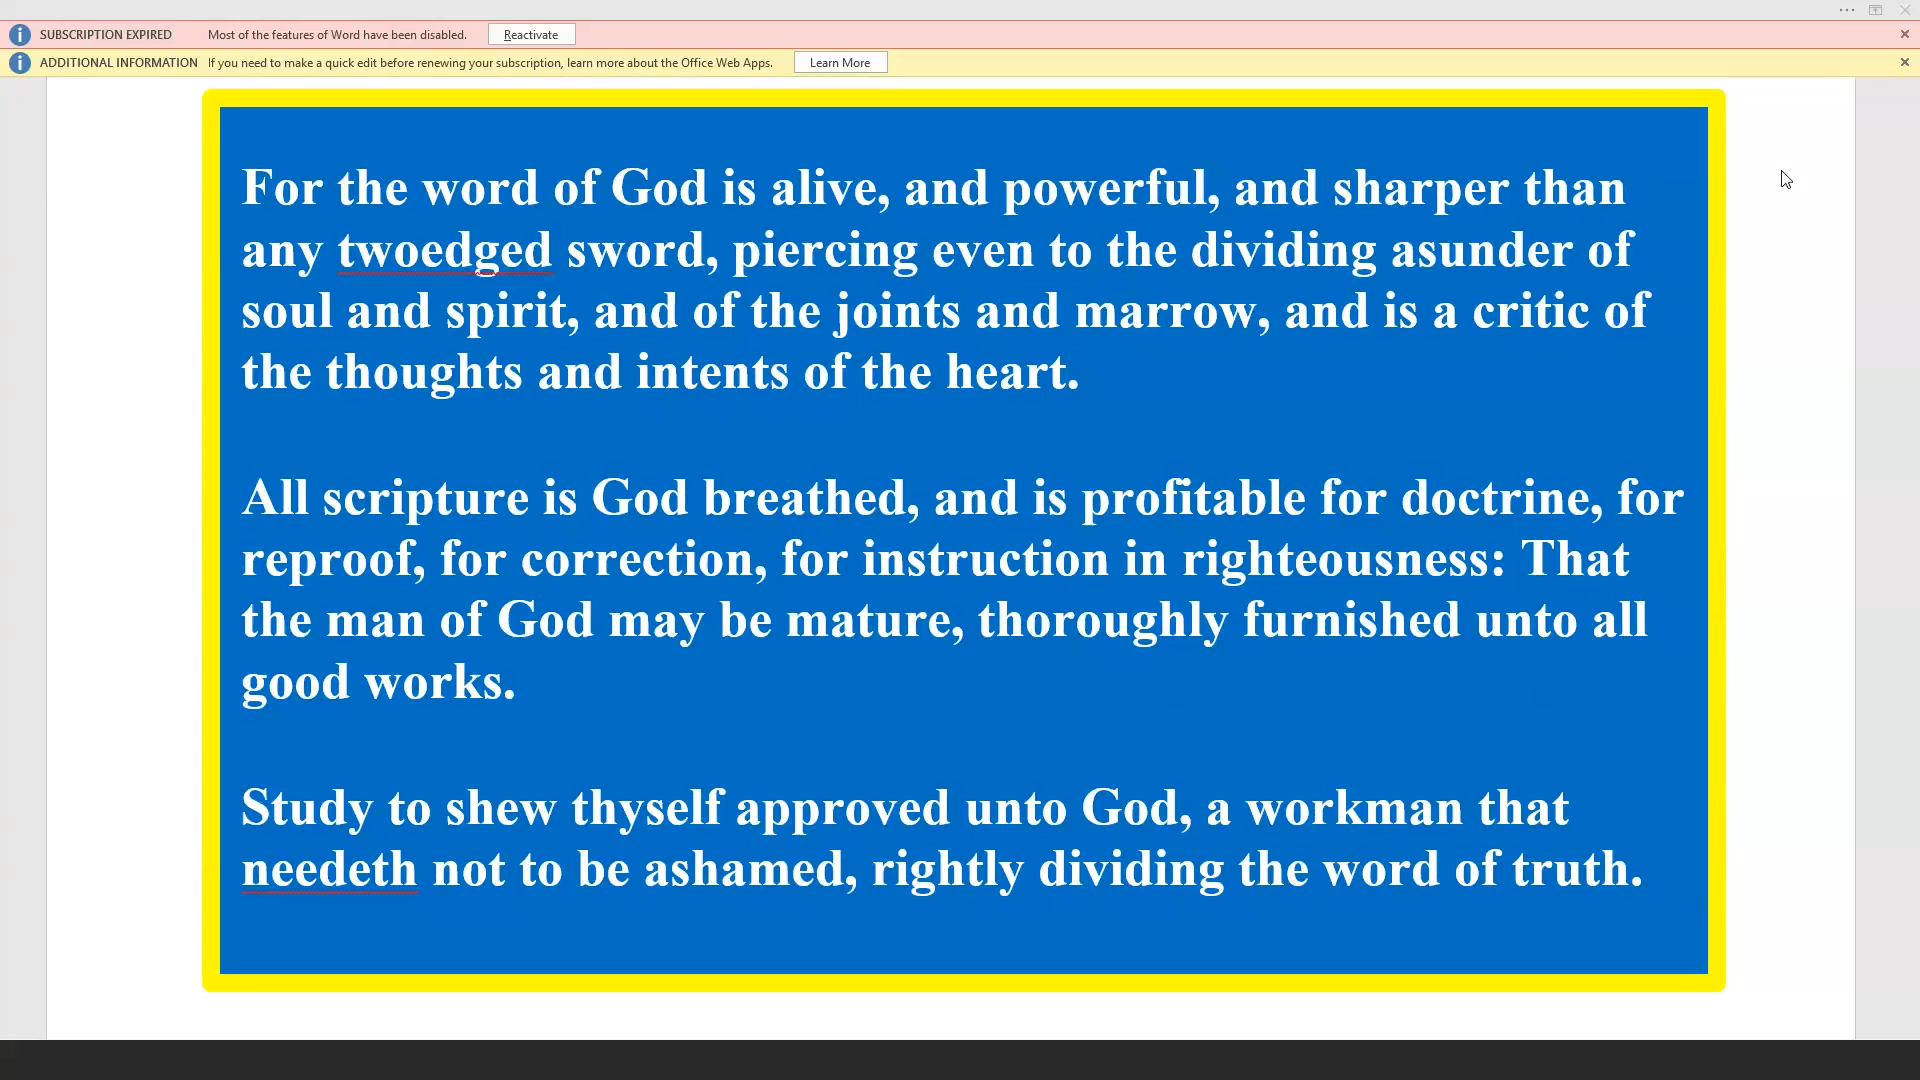 SUBSCRIPTION EXPIRED Most of the features of Word have been disabled. Reactivate
ADDITIONAL INFORMATION If you need to make a quick edit before renewing your subscription, learn more about the Office Web Apps. Learn More
For the word of God is alive, and powerful, and sharper than
any twoedged sword, piercing even to the dividing asunder of
soul and spirit, and of the joints and marrow, and is a critic of
the thoughts and intents of the heart.
All scripture is God breathed, and is profitable for doctrine, for
reproof, for correction, for instruction in righteousness: That
the man of God may be mature, thoroughly furnished unto all
good works.
Study to shew thyself approved unto God, a workman that
needeth not to be ashamed, rightly dividing the word of truth.